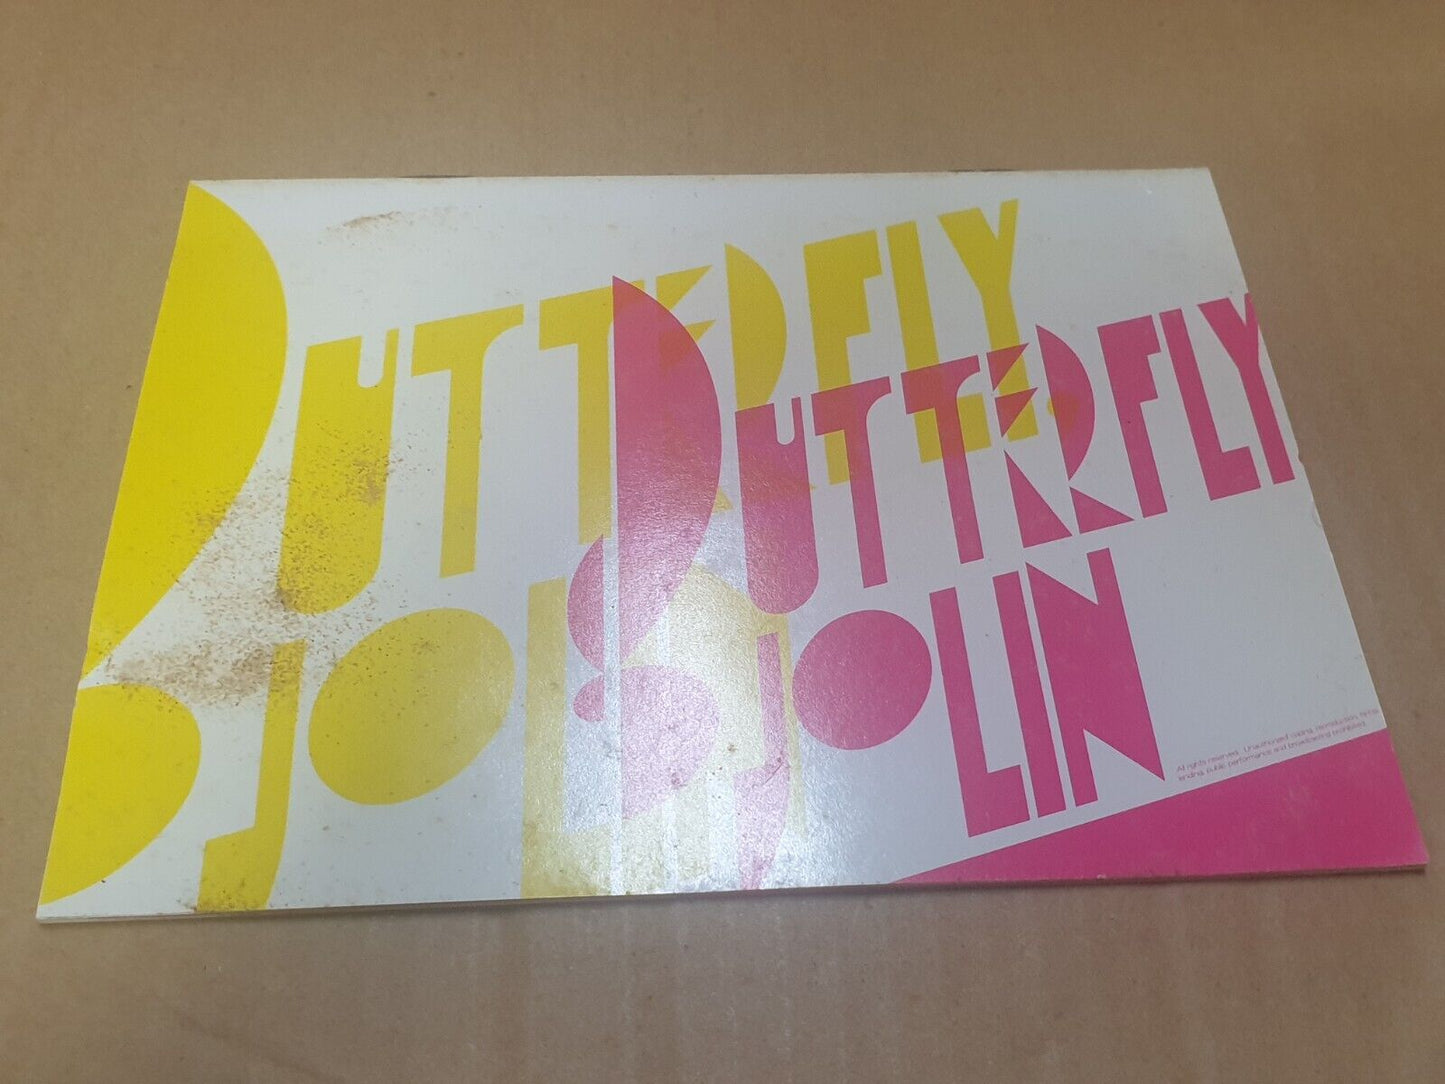 BUTTERFLY
JOLIN
BUTTERFLY
JOLIN
All rights reserved. Unauthorized copying, reproduction, hiring,
lending, public performance and broadcasting prohibited.